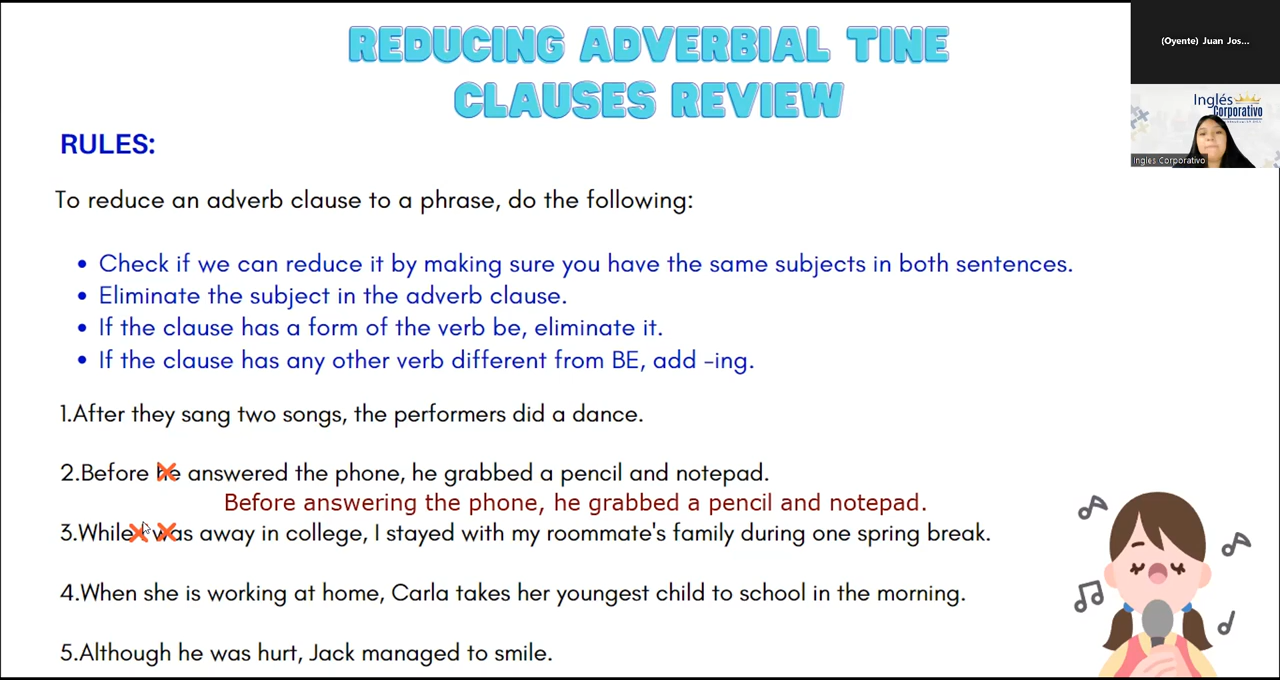 REDUCING ADVERBIAL TINE
CLAUSES REVIEW
(Oyente) Juan Jos...
Inglés
Corporativo
Ingles Corporativo
RULES:
To reduce an adverb clause to a phrase, do the following:
• Check if we can reduce it by making sure you have the same subjects in both sentences.
• Eliminate the subject in the adverb clause.
• If the clause has a form of the verb be, eliminate it.
• If the clause has any other verb different from BE, add -ing.
1.After they sang two songs, the performers did a dance.
2.Before he answered the phone, he grabbed a pencil and notepad.
Before answering the phone, he grabbed a pencil and notepad.
3.While I was away in college, I stayed with my roommate's family during one spring break.
4.When she is working at home, Carla takes her youngest child to school in the morning.
5.Although he was hurt, Jack managed to smile.